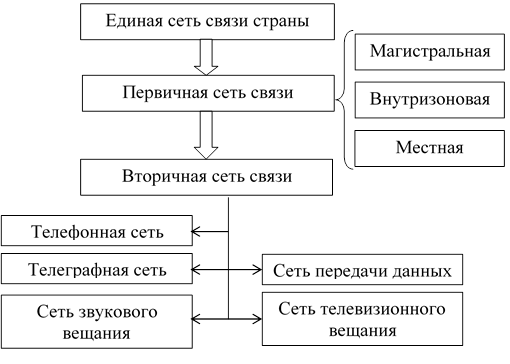 Единая сеть связи страны
Первичная сеть связи
Магистральная
Внутризоновая
Местная
Вторичная сеть связи
Телефонная сеть
Телеграфная сеть
Сеть передачи данных
Сеть звукового
вещания
Сеть телевизионного
вещания